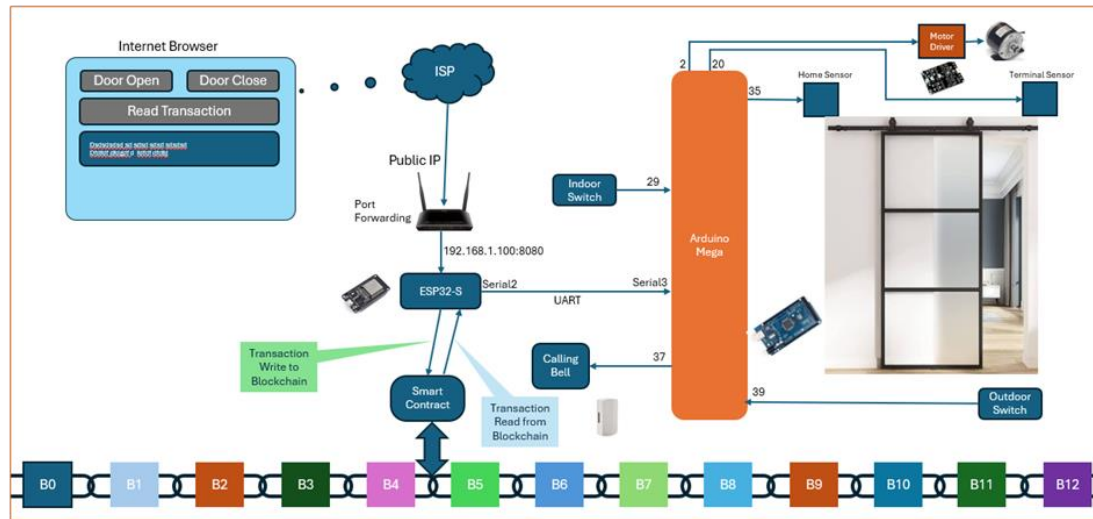 Internet Browser
Door Open
Door Close
Read Transaction
ISP
Public IP
Port
Forwarding
192.168.1.100:8080
ESP32-S
Serial2
UART
Serial3
Transaction
Write to
Blockchain
Smart
Contract
Transaction
Read from
Blockchain
Indoor
Switch
29
Calling
Bell
37
Arduino
Mega
2
20
Motor
Driver
35
Home Sensor
Terminal Sensor
39
Outdoor
Switch
B0
B1
B2
B3
B4
B5
B6
B7
B8
B9
B10
B11
B12